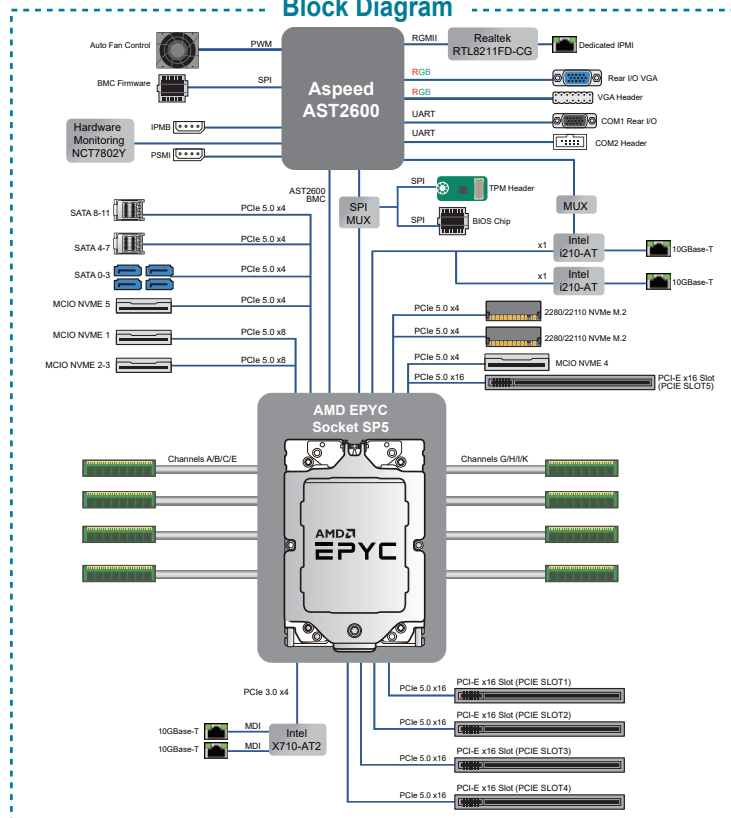 Block Diagram
Auto Fan Control
PWM
BMC Firmware
SPI
Hardware
Monitoring
NCT7802Y
IPMB
PSMI
Aspeed
AST2600
RGMII
Realtek
RTL8211FD-CG
Dedicated IPMI
RGB
Rear I/O VGA
RGB
VGA Header
UART
COM1 Rear I/O
UART
COM2 Header
AST2600
BMC
SPI
MUX
SPI
TPM Header
SPI
BIOS Chip
MUX
x1
Intel
i210-AT
10GBase-T
x1
Intel
i210-AT
10GBase-T
SATA 8-11
PCIe 5.0 x4
SATA 4-7
PCIe 5.0 x4
SATA 0-3
PCIe 5.0 x4
MCIO NVME 5
PCIe 5.0 x4
MCIO NVME 1
PCIe 5.0 x8
MCIO NVME 2-3
PCIe 5.0 x8
PCIe 5.0 x4
2280/22110 NVMe M.2
PCIe 5.0 x4
2280/22110 NVMe M.2
PCIe 5.0 x4
MCIO NVME 4
PCIe 5.0 x16
PCI-E x16 Slot
(PCIE SLOT5)
AMD EPYC
Socket SP5
Channels A/B/C/E
Channels G/H/I/K
AMD
EPYC
PCIe 3.0 x4
10GBase-T
MDI
10GBase-T
MDI
Intel
X710-AT2
PCIe 5.0 x16
PCI-E x16 Slot (PCIE SLOT1)
PCIe 5.0 x16
PCI-E x16 Slot (PCIE SLOT2)
PCIe 5.0 x16
PCI-E x16 Slot (PCIE SLOT3)
PCIe 5.0 x16
PCI-E x16 Slot (PCIE SLOT4)